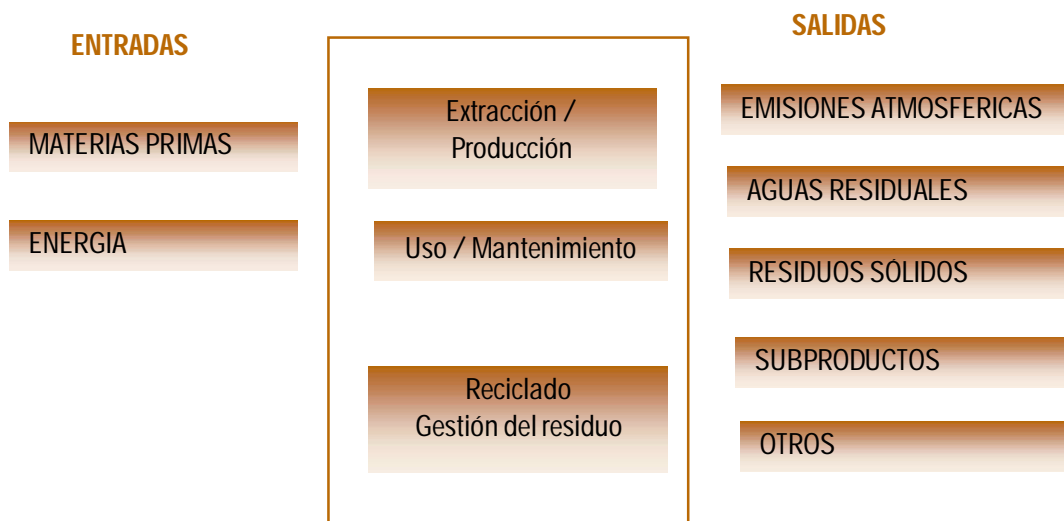 ENTRADAS
MATERIAS PRIMAS
ENERGIA
Extracción /
Producción
Uso / Mantenimiento
Reciclado
Gestión del residuo
SALIDAS
EMISIONES ATMOSFERICAS
AGUAS RESIDUALES
RESIDUOS SÓLIDOS
SUBPRODUCTOS
OTROS